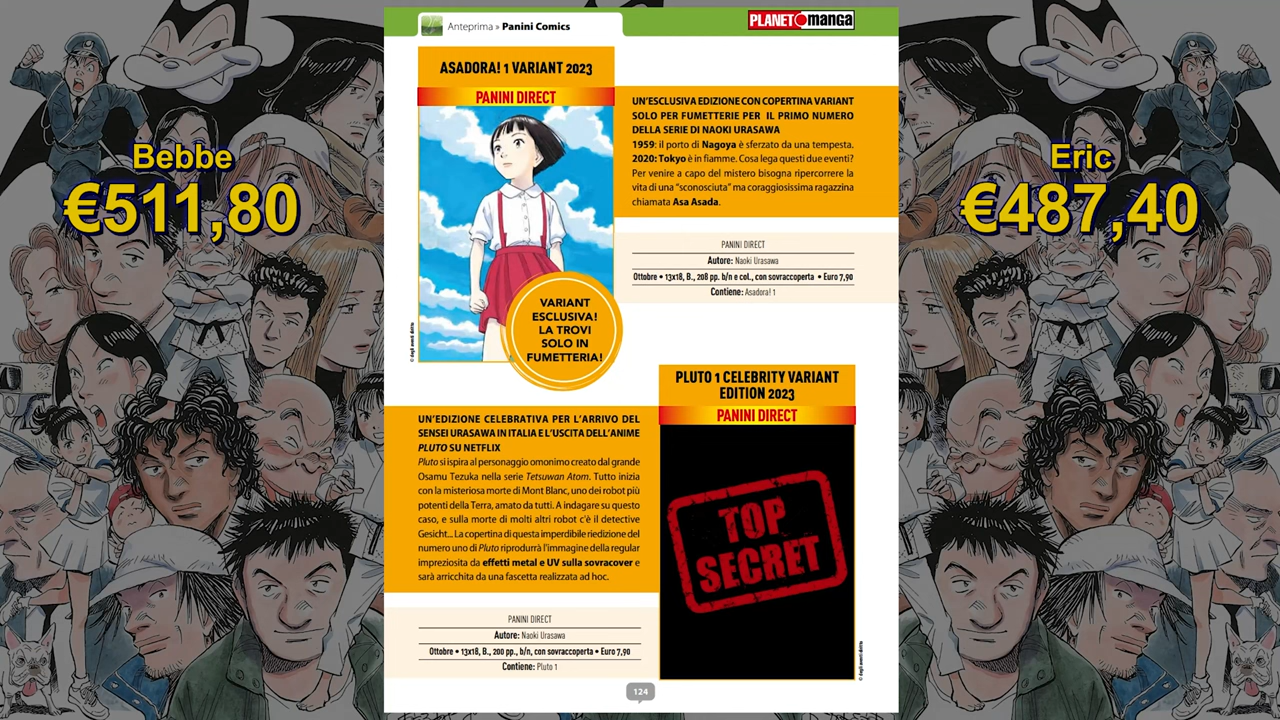 Anteprima » Panini Comics
PLANET manga
Bebbe
€511,80
Eric
€487,40
ASADORA! 1 VARIANT 2023
PANINI DIRECT
VARIANT
ESCLUSIVA!
LA TROVI
SOLO IN
FUMETTERIA!
© degli aventi diritto
UN'ESCLUSIVA EDIZIONE CON COPERTINA VARIANT
SOLO PER FUMETTERIE PER IL PRIMO NUMERO
DELLA SERIE DI NAOKI URASAWA
1959: il porto di Nagoya è sferzato da una tempesta.
2020: Tokyo è in fiamme. Cosa lega questi due eventi?
Per venire a capo del mistero bisogna ripercorrere la
vita di una "sconosciuta" ma coraggiosissima ragazzina
chiamata Asa Asada.
PANINI DIRECT
Autore: Naoki Urasawa
Ottobre • 13x18, B., 208 pp. b/n e col., con sovraccoperta • Euro 7,90
Contiene: Asadora! 1
PLUTO 1 CELEBRITY VARIANT
EDITION 2023
PANINI DIRECT
TOP
SECRET
© degli aventi diritto
UN'EDIZIONE CELEBRATIVA PER L'ARRIVO DEL
SENSEI URASAWA IN ITALIA E L'USCITA DELL'ANIME
PLUTO SU NETFLIX
Pluto si ispira al personaggio omonimo creato dal grande
Osamu Tezuka nella serie Tetsuwan Atom. Tutto inizia
con la misteriosa morte di Mont Blanc, uno dei robot più
potenti della Terra, amato da tutti. A indagare su questo
caso, e sulla morte di molti altri robot c'è il detective
Gesicht... La copertina di questa imperdibile riedizione del
numero uno di Pluto riprodurrà l'immagine della regular
impreziosita da effetti metal e UV sulla sovracover e
sarà arricchita da una fascetta realizzata ad hoc.
PANINI DIRECT
Autore: Naoki Urasawa
Ottobre • 13x18, B., 200 pp., b/n, con sovraccoperta • Euro 7,90
Contiene: Pluto 1
124